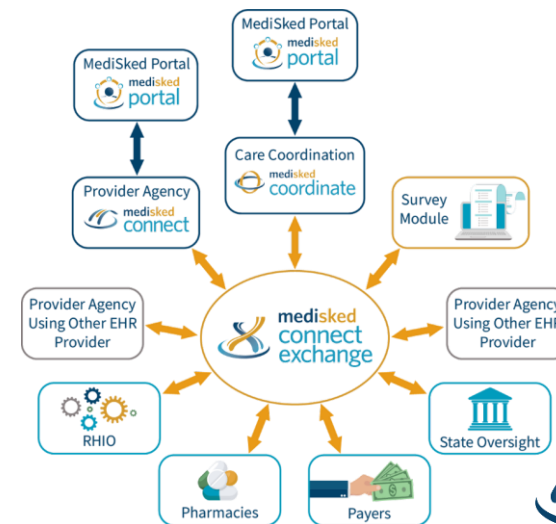 MediSked Portal
medisked
portal
MediSked Portal
medisked
portal
Care Coordination
medisked
coordinate
Provider Agency
medisked
connect
Survey
Module
Provider Agency
Using Other EHR
Provider
medisked
connect
exchange
Provider Agency
Using Other EHR
Provider
RHIO
State Oversight
Pharmacies
Payers